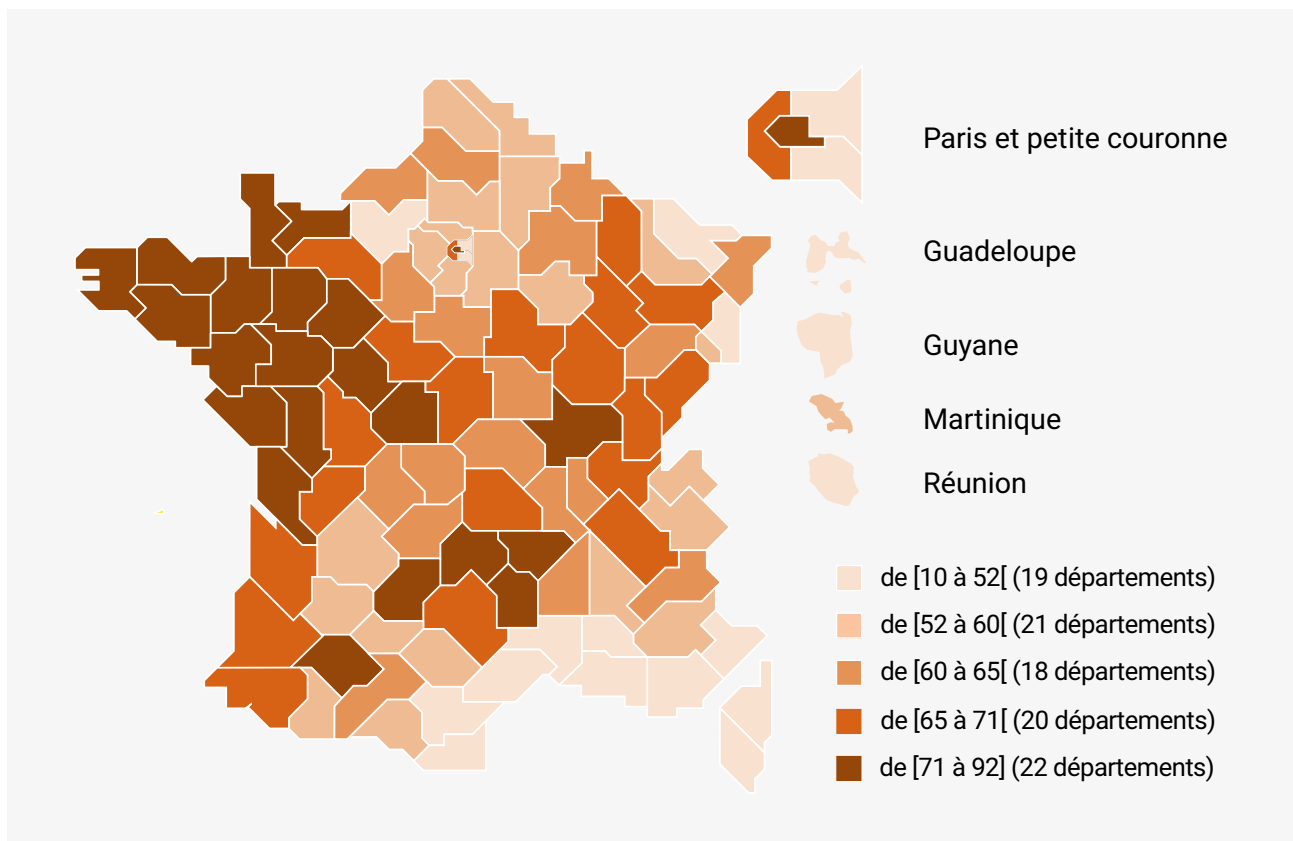 Paris et petite couronne
Guadeloupe
Guyane
Martinique
Réunion
de [10 à 52[ (19 départements)
de [52 à 60[ (21 départements)
de [60 à 65[ (18 départements)
de [65 à 71[ (20 départements)
de [71 à 92] (22 départements)